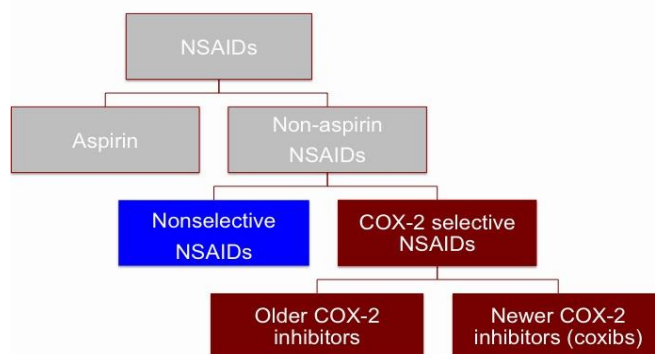 NSAIDs
Aspirin
Non-aspirin
NSAIDs
Nonselective
NSAIDs
COX-2 selective
NSAIDs
Older COX-2
inhibitors
Newer COX-2
inhibitors (coxibs)